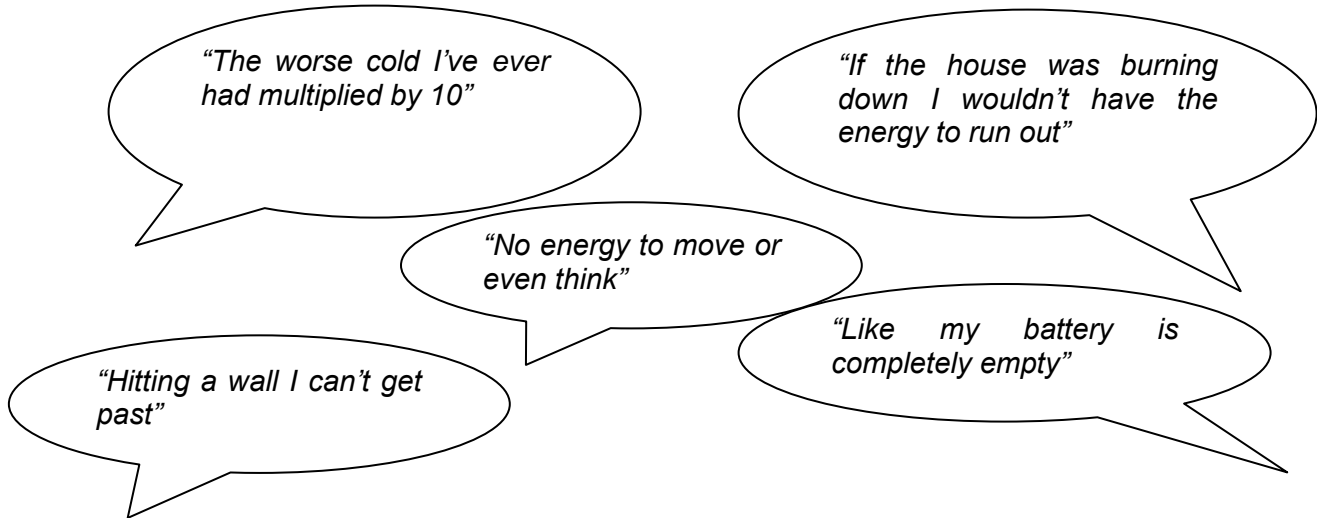 “The worse cold I’ve ever
had multiplied by 10”
“If the house was burning
down I wouldn’t have the
energy to run out”
“No energy to move or
even think”
“Like my battery is
completely empty”
“Hitting a wall I can’t get
past”